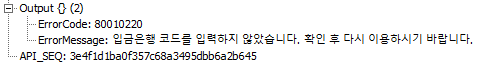 Output {} (2)
ErrorCode: 80010220
ErrorMessage: 입금은행 코드를 입력하지 않았습니다. 확인 후 다시 이용하시기 바랍니다.
API_SEQ: 3e4f1d1ba0f357c68a3495dbb6a2b645